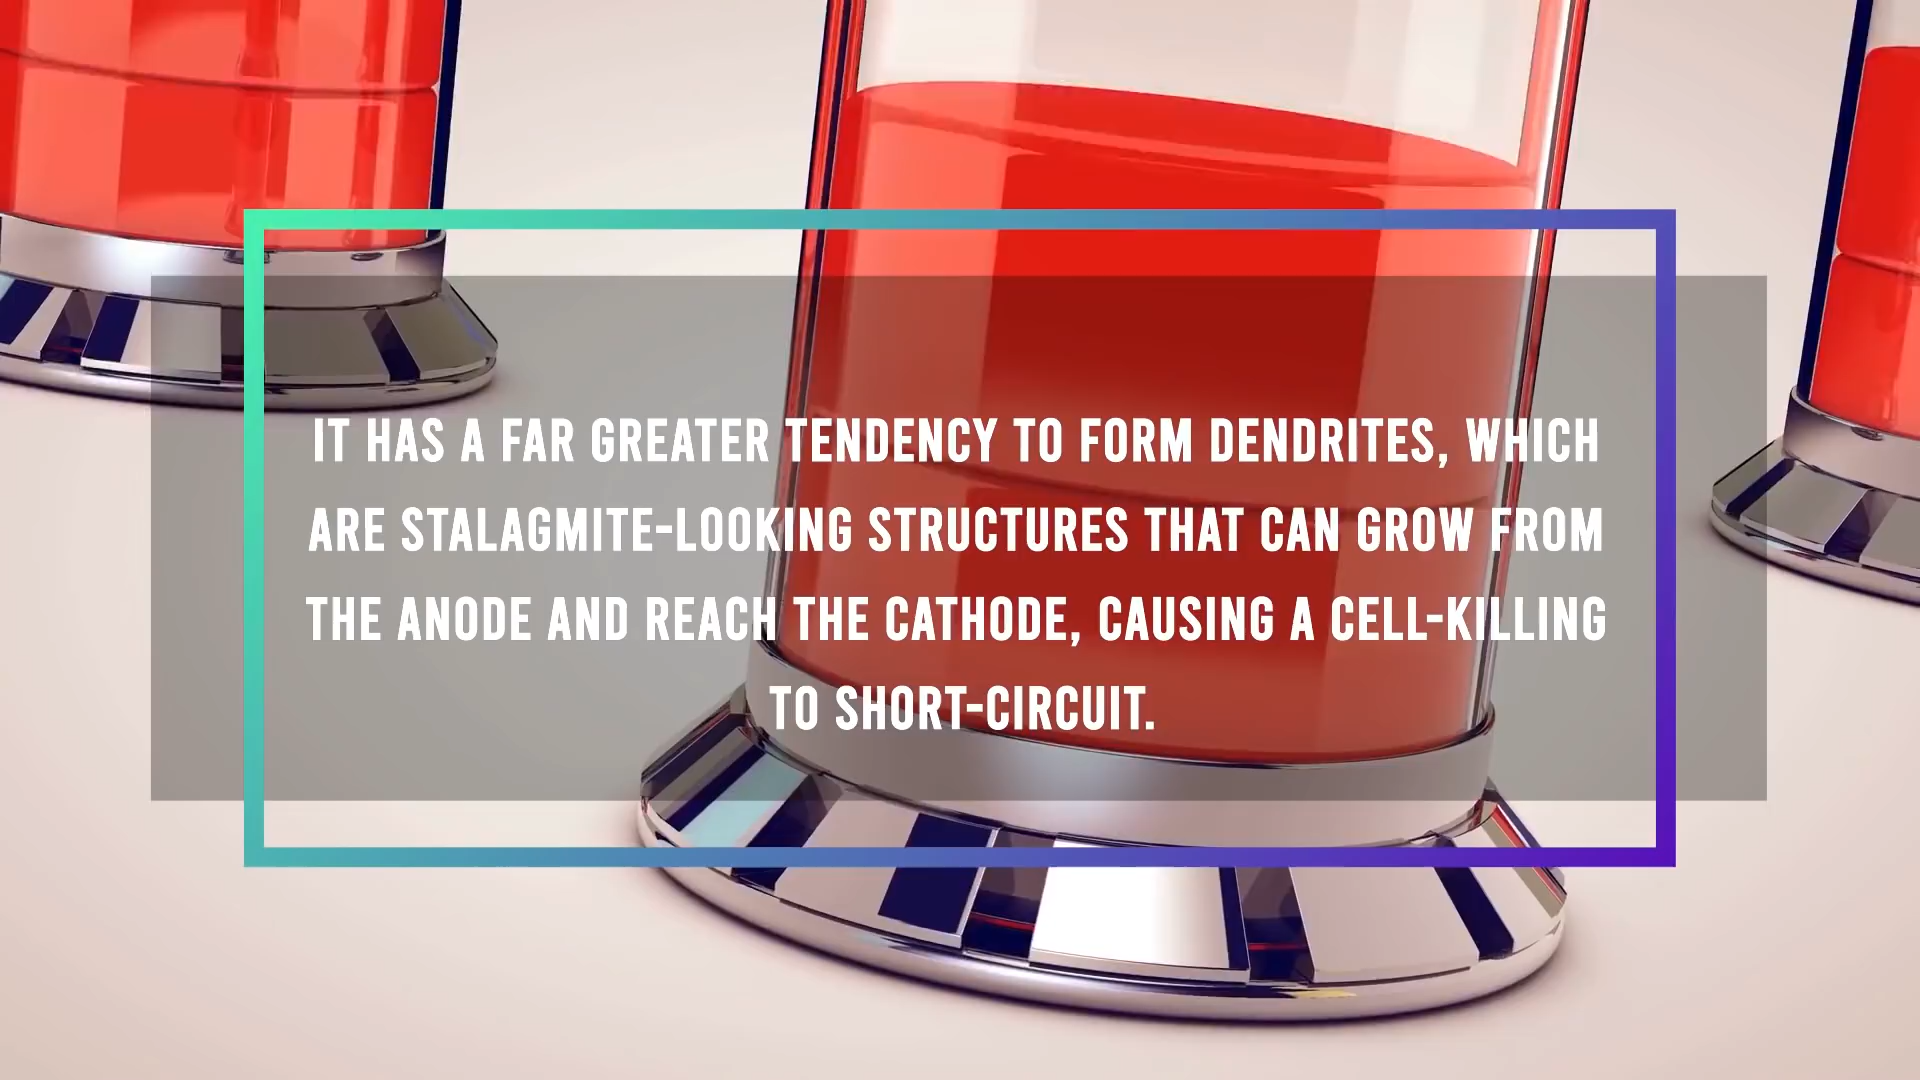 IT HAS A FAR GREATER TENDENCY TO FORM DENDRITES, WHICH
ARE STALAGMITE-LOOKING STRUCTURES THAT CAN GROW FROM
THE ANODE AND REACH THE CATHODE, CAUSING A CELL-KILLING
TO SHORT-CIRCUIT.